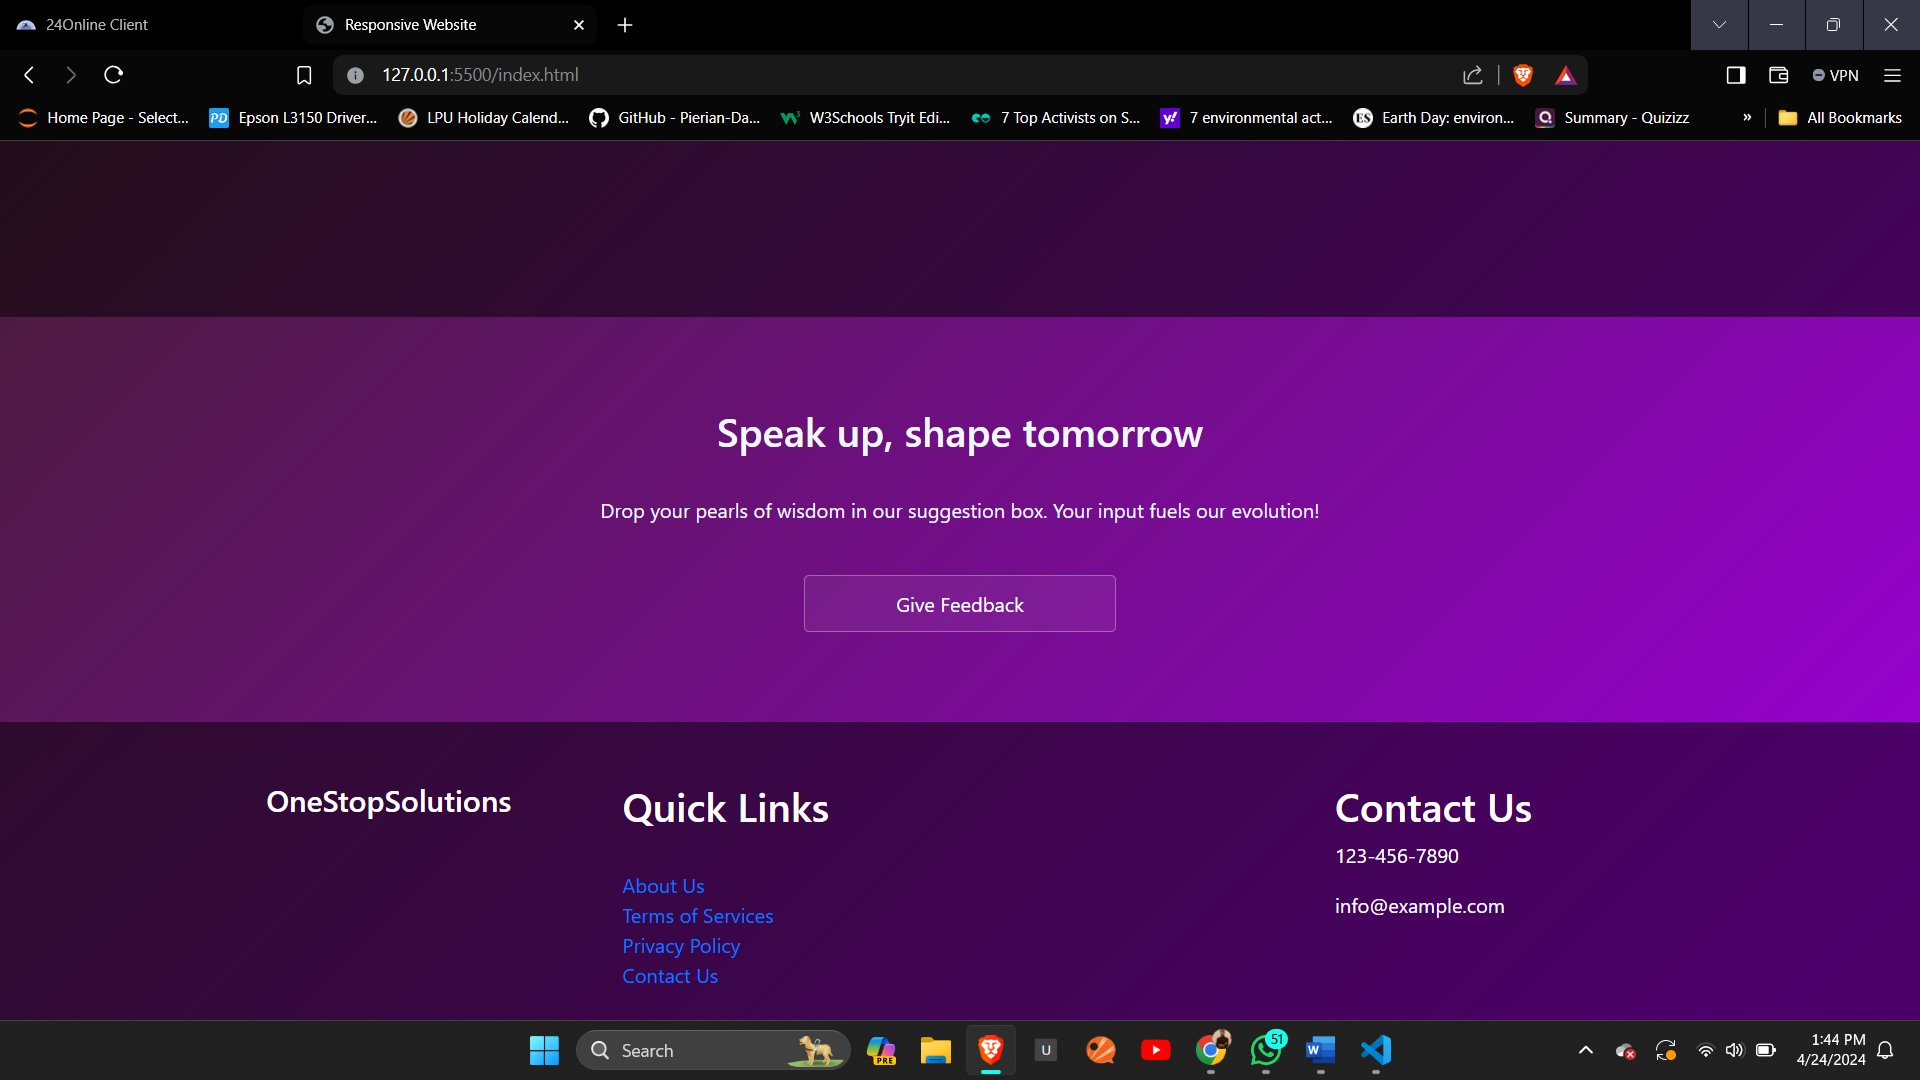 24Online Client
Responsive Website
127.0.0.1:5500/index.html
VPN
Home Page - Select...
PD
Epson L3150 Driver...
LPU Holiday Calend...
GitHub - Pierian-Da...
W3Schools Tryit Edi...
7 Top Activists on S...
y!
7 environmental act...
ES
Earth Day: environ...
Summary - Quizizz
»
All Bookmarks
Speak up, shape tomorrow
Drop your pearls of wisdom in our suggestion box. Your input fuels our evolution!
Give Feedback
OneStopSolutions
Quick Links
About Us
Terms of Services
Privacy Policy
Contact Us
Contact Us
123-456-7890
info@example.com
Search
PRE
U
51
W
1:44 PM
4/24/2024